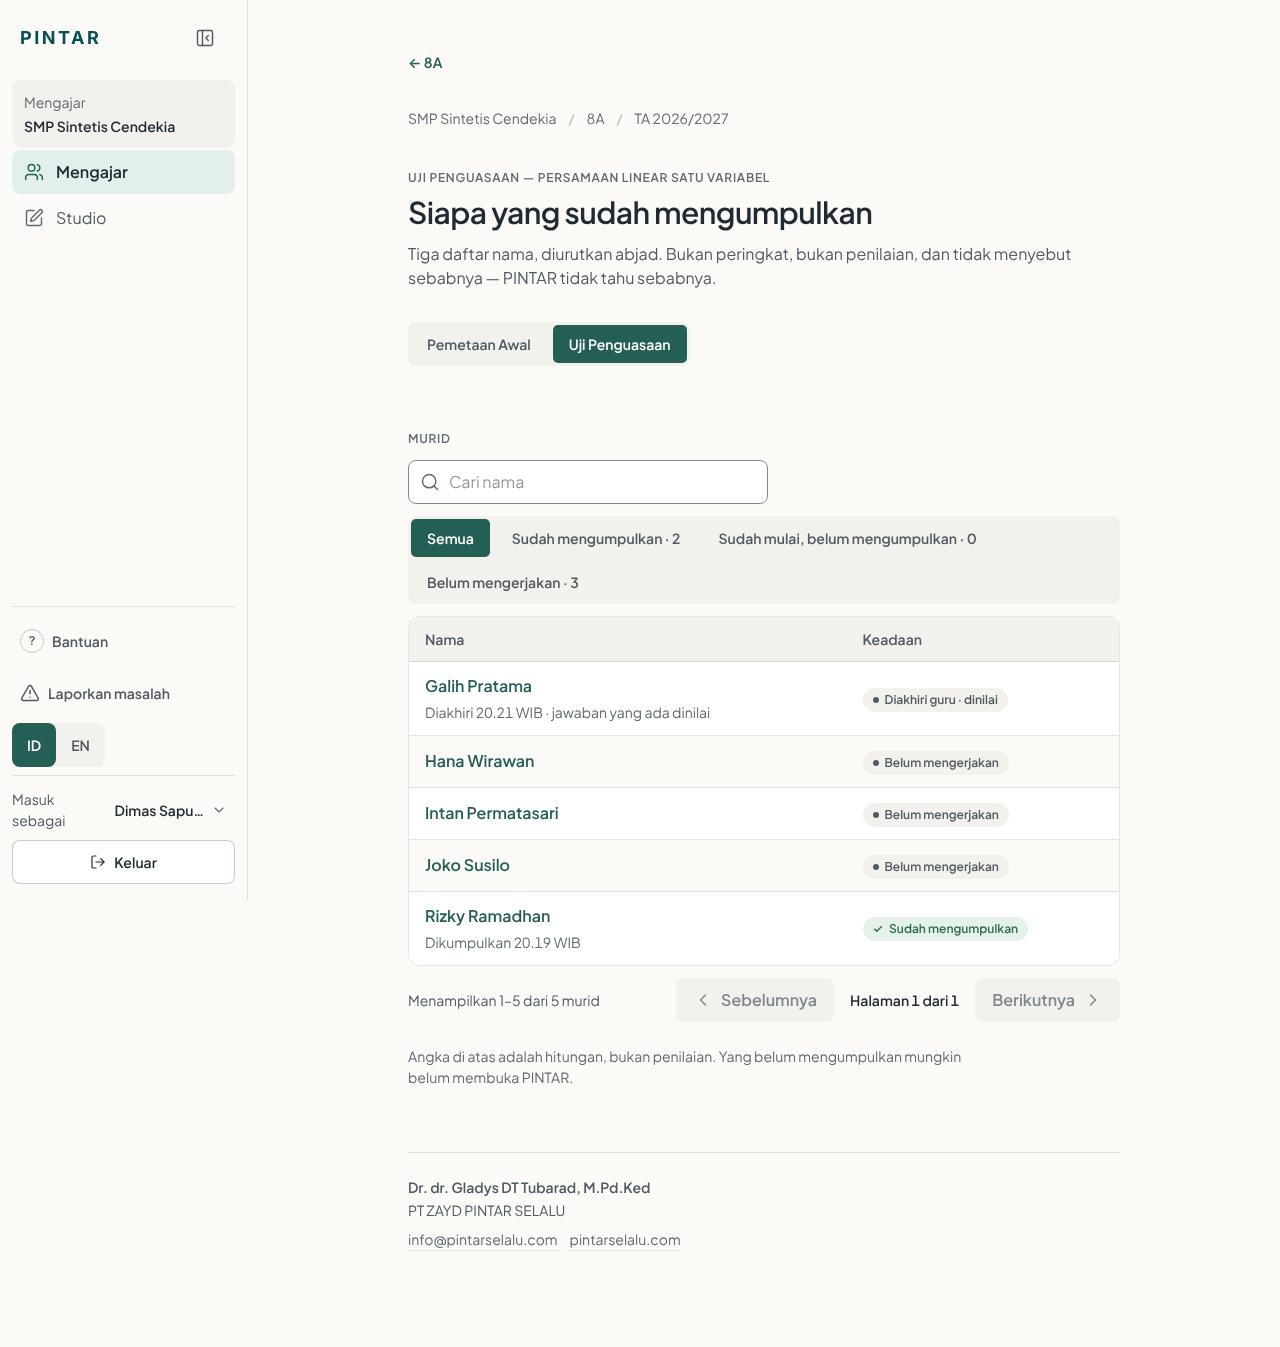 PINTAR
Mengajar
SMP Sintetis Cendekia
Mengajar
Studio
? Bantuan
Laporkan masalah
ID EN
Masuk
sebagai
Dimas Sapu…
Keluar
← 8A
SMP Sintetis Cendekia / 8A / TA 2026/2027
UJI PENGUASAAN — PERSAMAAN LINEAR SATU VARIABEL
Siapa yang sudah mengumpulkan
Tiga daftar nama, diurutkan abjad. Bukan peringkat, bukan penilaian, dan tidak menyebut
sebabnya — PINTAR tidak tahu sebabnya.
Pemetaan Awal Uji Penguasaan
MURID
Cari nama
Semua Sudah mengumpulkan · 2 Sudah mulai, belum mengumpulkan · 0
Belum mengerjakan · 3
Nama Keadaan
Galih Pratama
Diakhiri 20.21 WIB · jawaban yang ada dinilai
Diakhiri guru · dinilai
Hana Wirawan Belum mengerjakan
Intan Permatasari Belum mengerjakan
Joko Susilo Belum mengerjakan
Rizky Ramadhan
Dikumpulkan 20.19 WIB
Sudah mengumpulkan
Menampilkan 1–5 dari 5 murid Sebelumnya Halaman 1 dari 1 Berikutnya
Angka di atas adalah hitungan, bukan penilaian. Yang belum mengumpulkan mungkin
belum membuka PINTAR.
Dr. dr. Gladys DT Tubarad, M.Pd.Ked
PT ZAYD PINTAR SELALU
info@pintarselalu.com pintarselalu.com